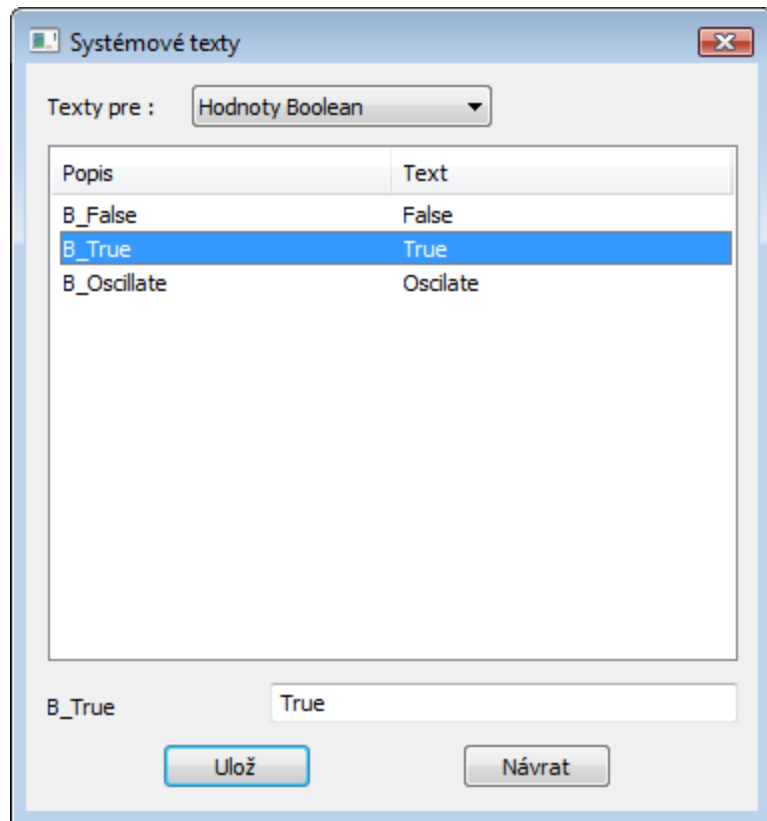 Systémové texty
Texty pre : Hodnoty Boolean
Popis Text
B_False False
B_True True
B_Oscillate Oscilate
B_True True
Ulož Návrat